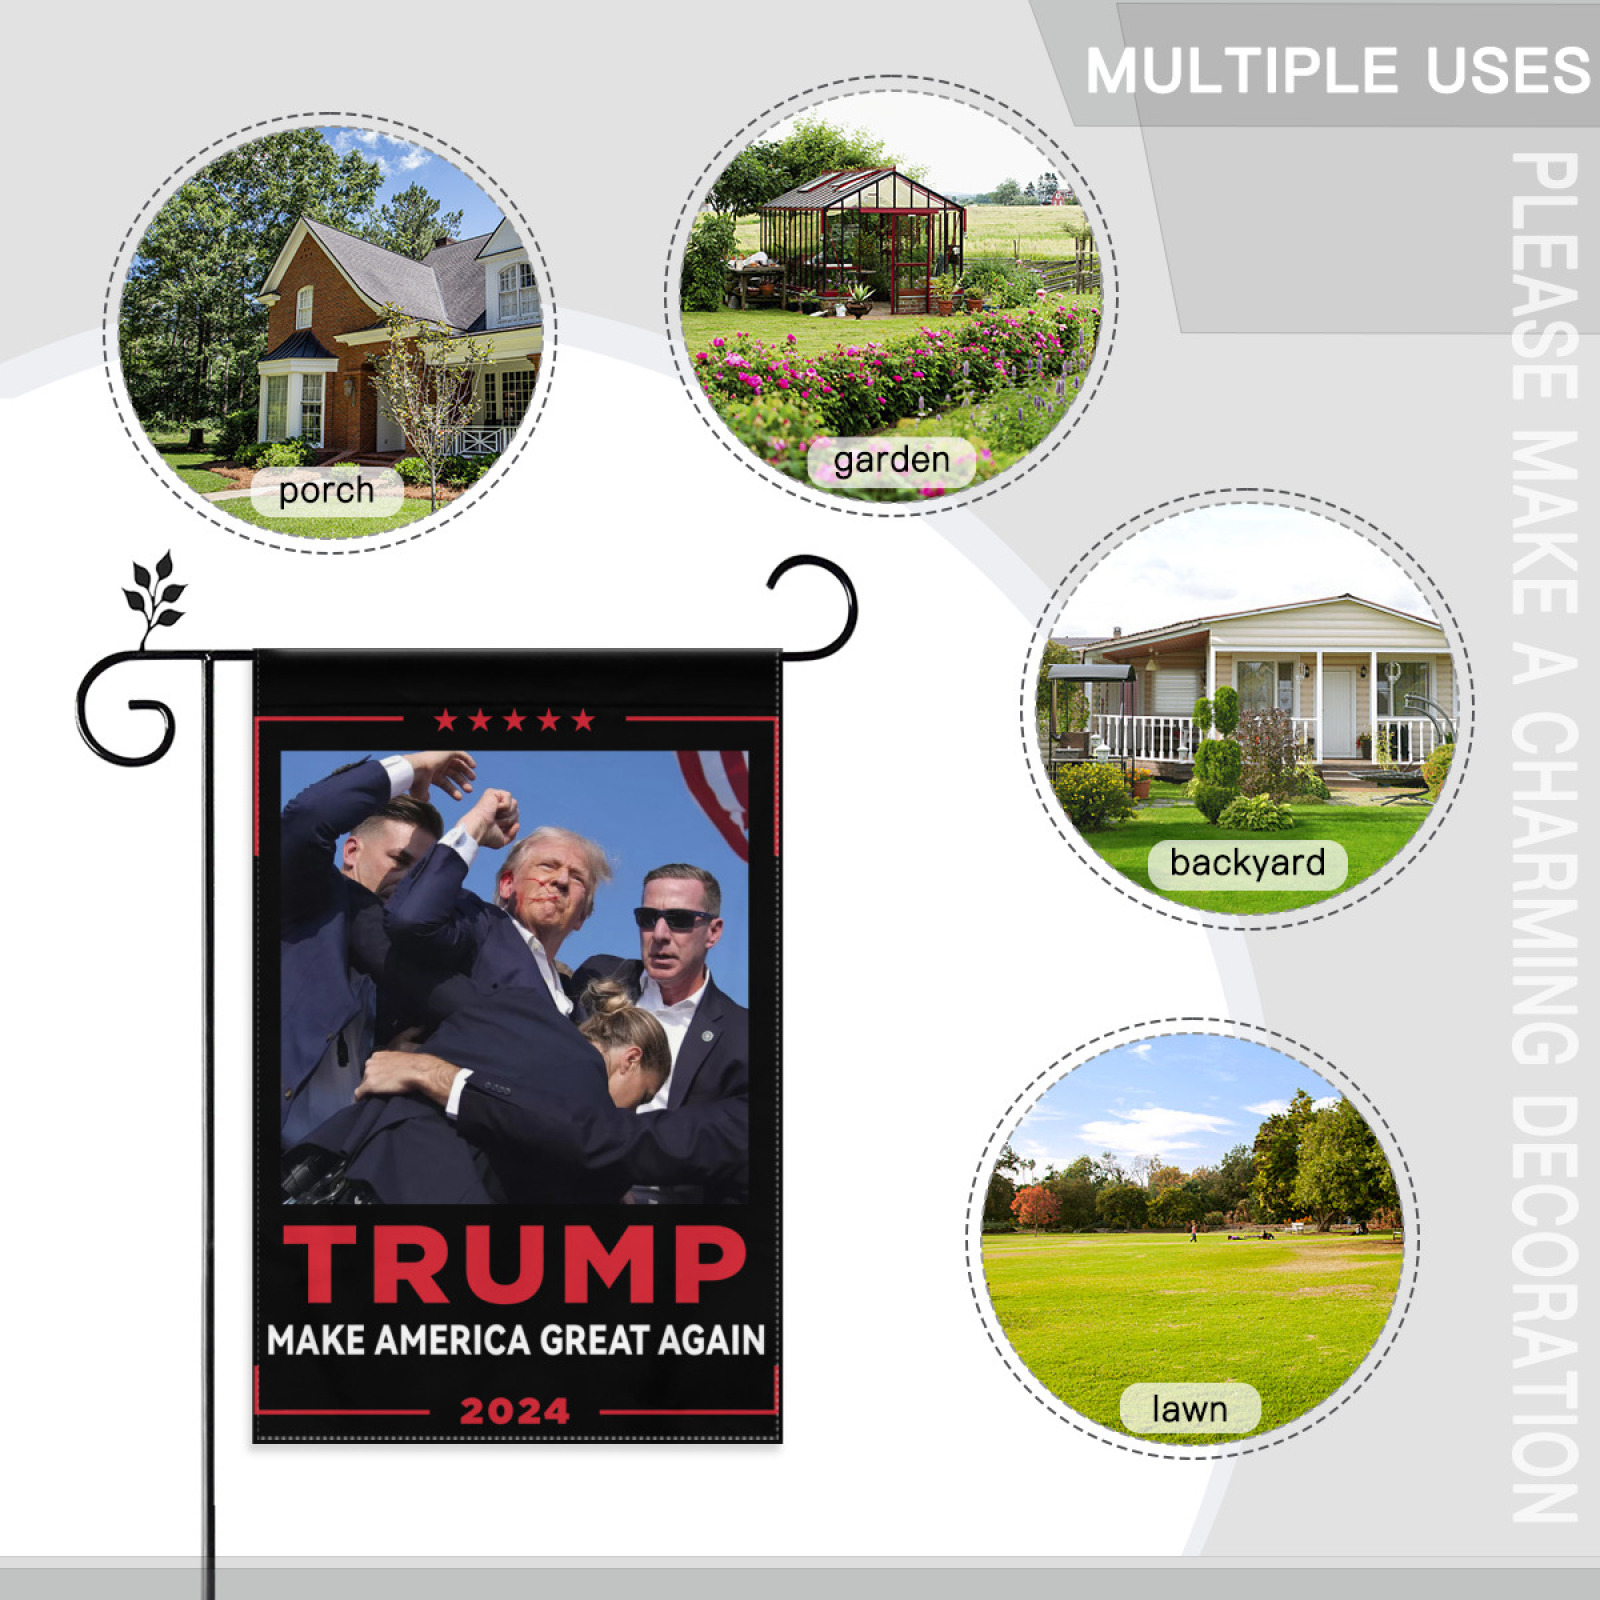 MULTIPLE USES
PLEASE MAKE A CHARMING DECORATION
porch
garden
backyard
lawn
TRUMP
MAKE AMERICA GREAT AGAIN
2024